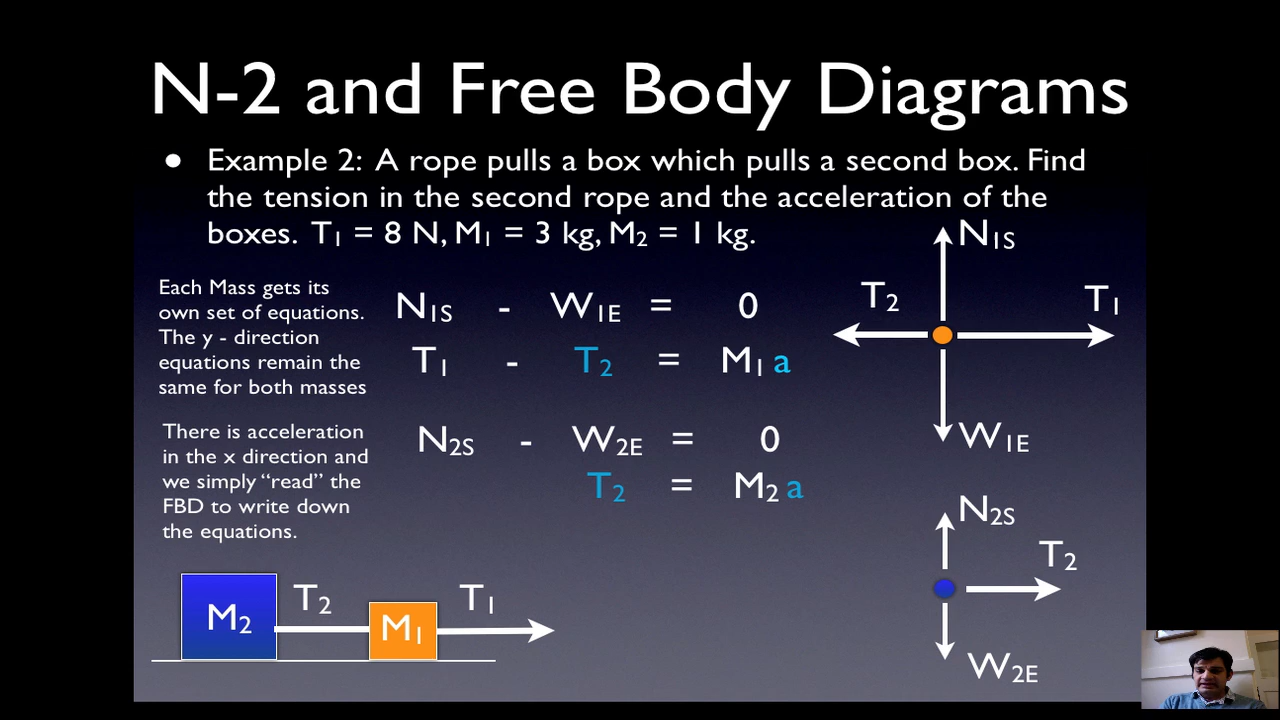 N-2 and Free Body Diagrams
• Example 2: A rope pulls a box which pulls a second box. Find
the tension in the second rope and the acceleration of the
boxes. T₁ = 8 N, M₁ = 3 kg, M₂ = 1 kg.
Each Mass gets its
own set of equations.
The y - direction
equations remain the
same for both masses
There is acceleration
in the x direction and
we simply “read” the
FBD to write down
the equations.
N1S - W1E = 0
T₁ - T₂ = M₁ a
N2S - W2E = 0
T₂ = M₂ a
N1S
T₂
T₁
W1E
N2S
T₂
W2E
M₂
T₂
M₁
T₁